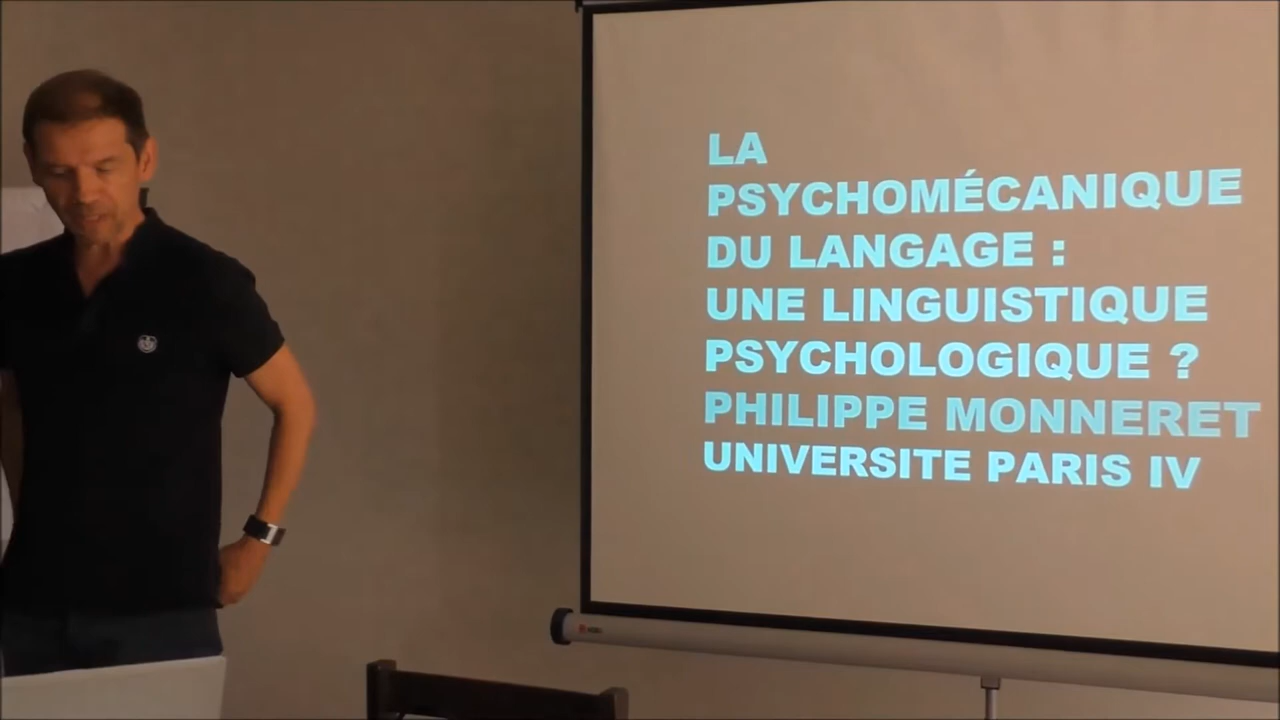 LA
PSYCHOMÉCANIQUE
DU LANGAGE :
UNE LINGUISTIQUE
PSYCHOLOGIQUE ?
PHILIPPE MONNERET
UNIVERSITE PARIS IV